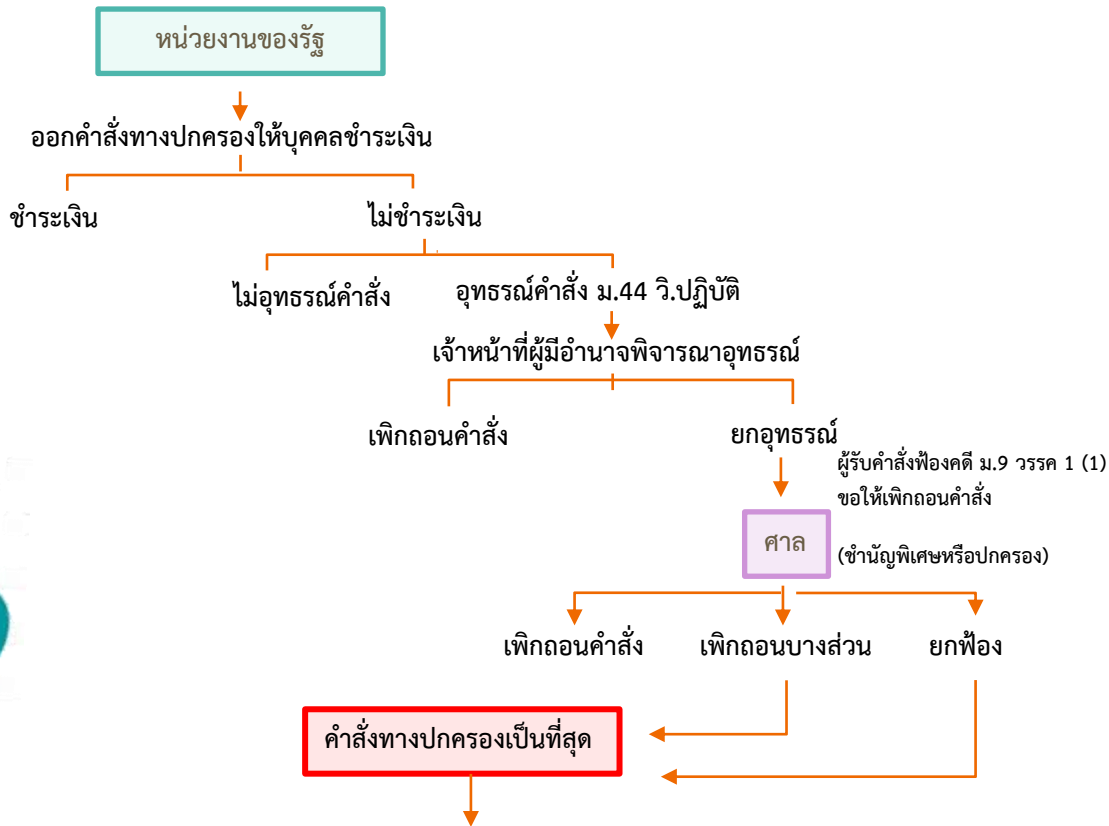 หน่วยงานของรัฐ
ออกคำสั่งทางปกครองให้บุคคลชำระเงิน
ชำระเงิน
ไม่ชำระเงิน
ไม่อุทธรณ์คำสั่ง
อุทธรณ์คำสั่ง ม.44 วิ.ปฏิบัติ
เจ้าหน้าที่ผู้มีอำนาจพิจารณาอุทธรณ์
เพิกถอนคำสั่ง
ยกอุทธรณ์
ผู้รับคำสั่งฟ้องคดี ม.9 วรรค 1 (1)
ขอให้เพิกถอนคำสั่ง
ศาล
(ชำนัญพิเศษหรือปกครอง)
เพิกถอนคำสั่ง
เพิกถอนบางส่วน
ยกฟ้อง
คำสั่งทางปกครองเป็นที่สุด